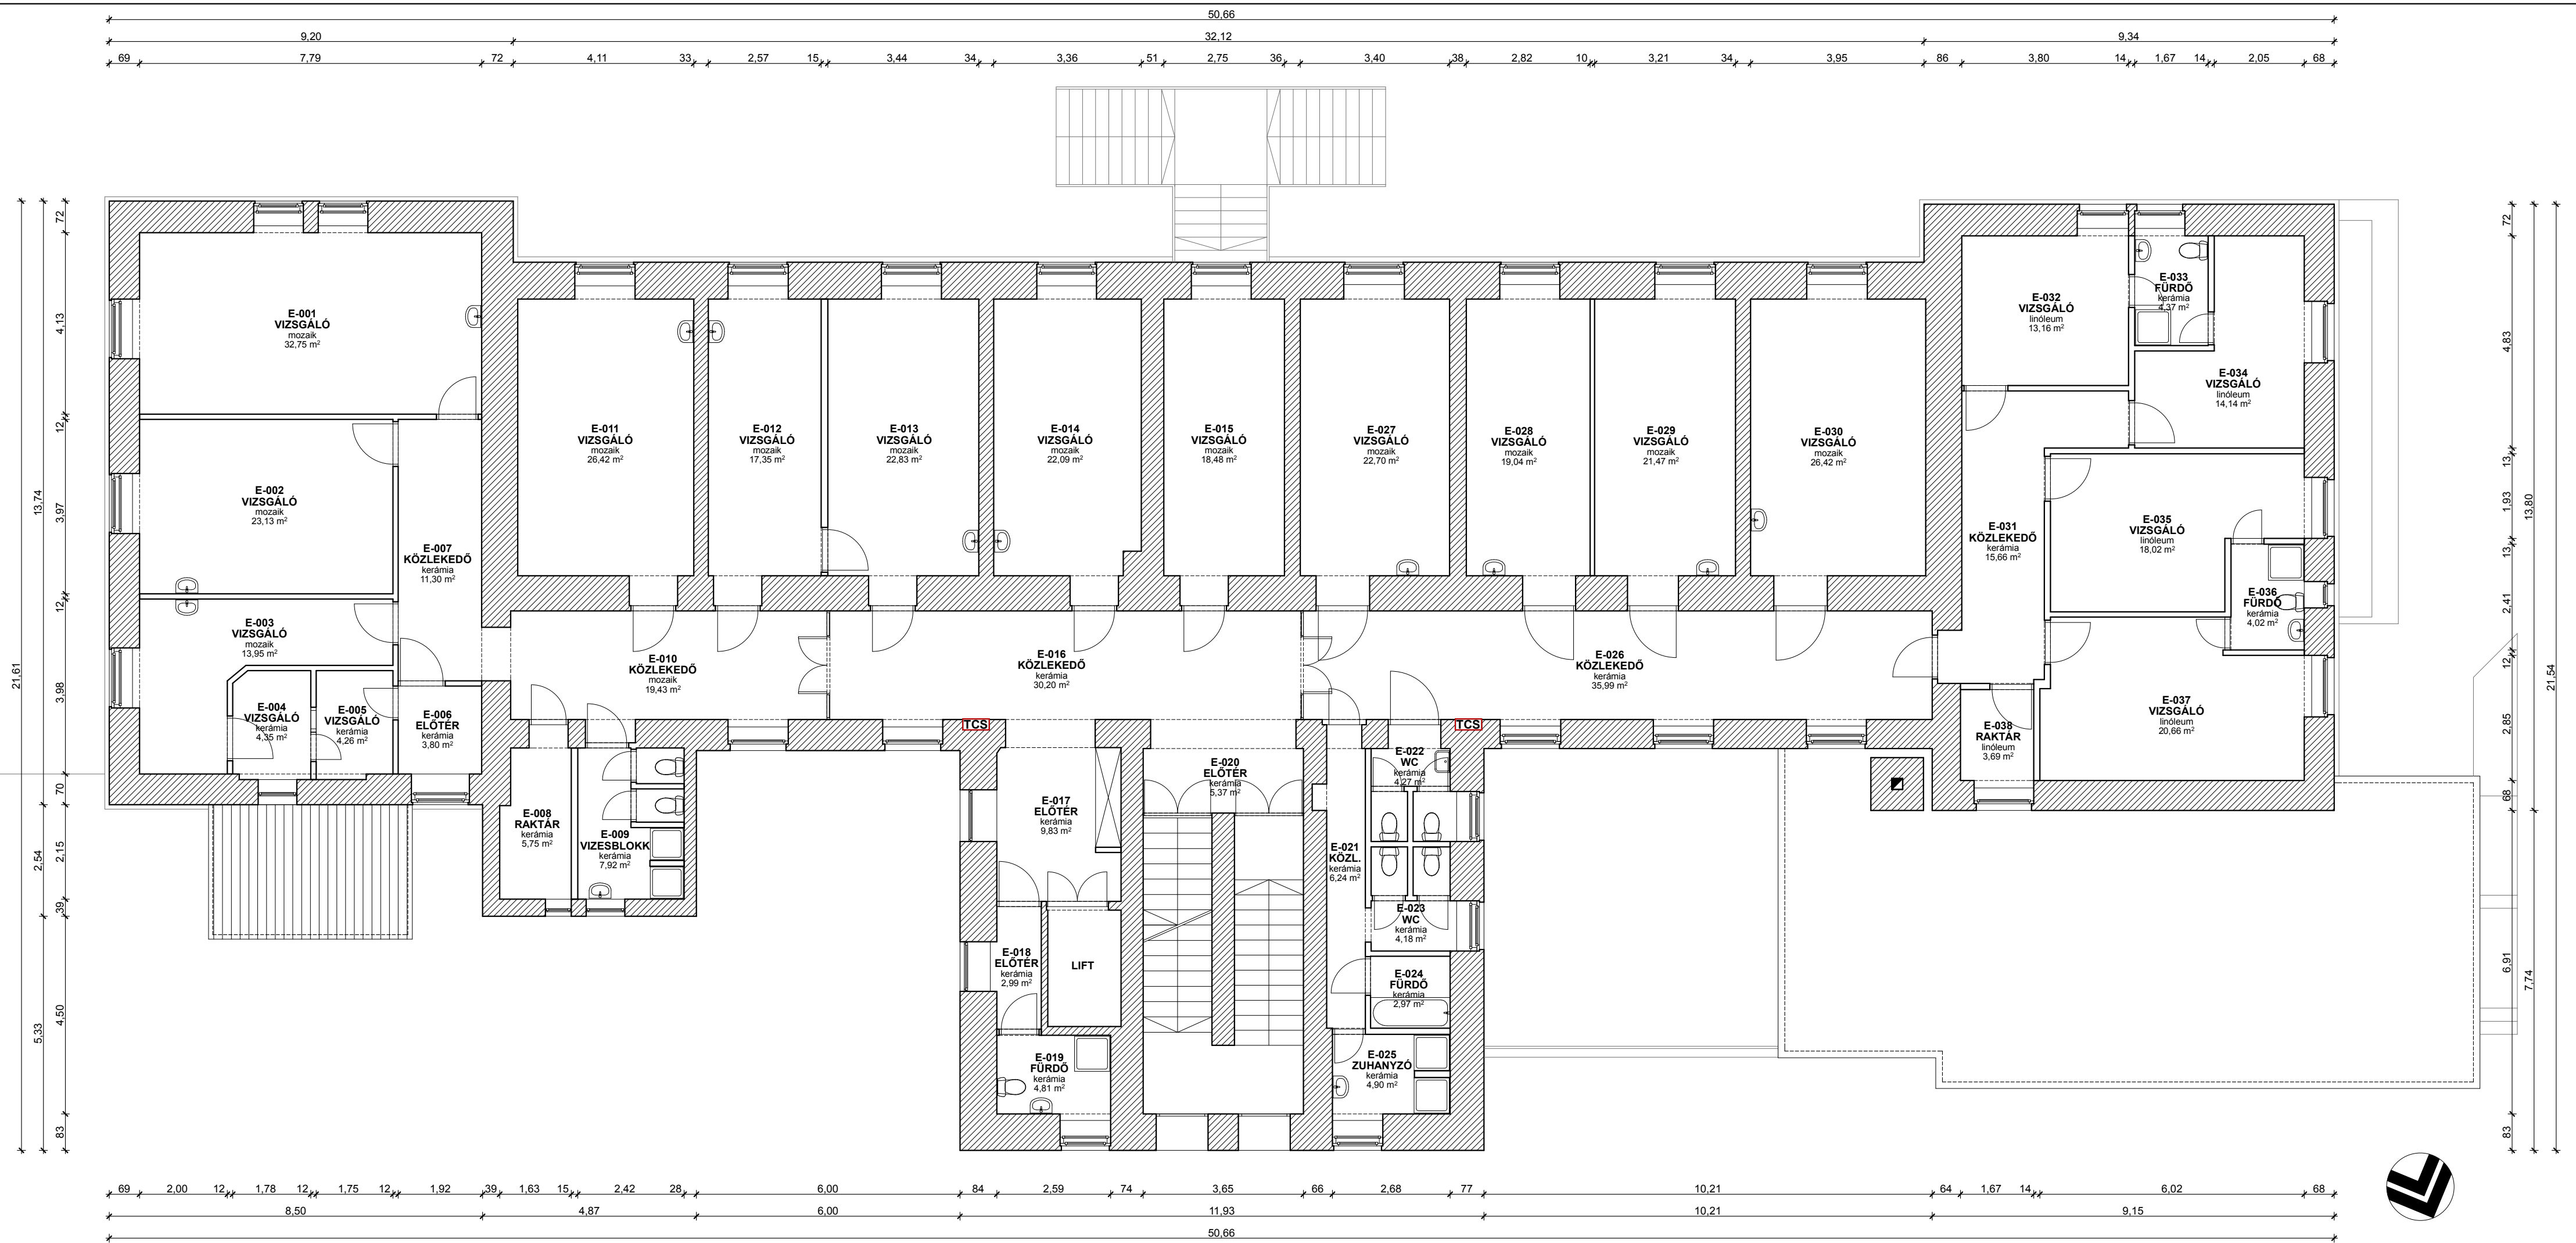 50,66
9,20 32,12 9,34
69 7,79 72 4,11 33 2,57 15 3,44 34 3,36 51 2,75 36 3,40 38 2,82 10 3,21 34 3,95 86 3,80 14 1,67 14 2,05 68
21,61
13,74
2,54
5,33
72
4,13
12
3,97
12
3,98
70
2,15
39
4,50
83
E-001
VIZSGÁLÓ
mozaik
32,75 m²
E-002
VIZSGÁLÓ
mozaik
23,13 m²
E-003
VIZSGÁLÓ
mozaik
13,95 m²
E-004
VIZSGÁLÓ
kerámia
4,35 m²
E-005
VIZSGÁLÓ
kerámia
4,26 m²
E-006
ELŐTÉR
kerámia
3,80 m²
E-007
KÖZLEKEDŐ
kerámia
11,30 m²
E-008
RAKTÁR
kerámia
5,75 m²
E-009
VIZESBLOKK
kerámia
7,92 m²
E-010
KÖZLEKEDŐ
mozaik
19,43 m²
E-011
VIZSGÁLÓ
mozaik
26,42 m²
E-012
VIZSGÁLÓ
mozaik
17,35 m²
E-013
VIZSGÁLÓ
mozaik
22,83 m²
E-014
VIZSGÁLÓ
mozaik
22,09 m²
E-015
VIZSGÁLÓ
mozaik
18,48 m²
E-016
KÖZLEKEDŐ
kerámia
30,20 m²
TCS
E-017
ELŐTÉR
kerámia
9,83 m²
E-018
ELŐTÉR
kerámia
2,99 m²
LIFT
E-019
FÜRDŐ
kerámia
4,81 m²
E-020
ELŐTÉR
kerámia
5,37 m²
E-021
KÖZL.
kerámia
6,24 m²
E-022
WC
kerámia
4,27 m²
E-023
WC
kerámia
4,18 m²
E-024
FÜRDŐ
kerámia
2,97 m²
E-025
ZUHANYZÓ
kerámia
4,90 m²
TCS
E-026
KÖZLEKEDŐ
kerámia
35,99 m²
E-027
VIZSGÁLÓ
mozaik
22,70 m²
E-028
VIZSGÁLÓ
mozaik
19,04 m²
E-029
VIZSGÁLÓ
mozaik
21,47 m²
E-030
VIZSGÁLÓ
mozaik
26,42 m²
E-031
KÖZLEKEDŐ
kerámia
15,66 m²
E-032
VIZSGÁLÓ
linóleum
13,16 m²
E-033
FÜRDŐ
kerámia
4,37 m²
E-034
VIZSGÁLÓ
linóleum
14,14 m²
E-035
VIZSGÁLÓ
linóleum
18,02 m²
E-036
FÜRDŐ
kerámia
4,02 m²
E-037
VIZSGÁLÓ
linóleum
20,66 m²
E-038
RAKTÁR
linóleum
3,69 m²
72
4,83
13
1,93
13
2,41
12
2,85
68
6,91
83
13,80
7,74
21,54
69 2,00 12 1,78 12 1,75 12 1,92 39 1,63 15 2,42 28 6,00 84 2,59 74 3,65 66 2,68 77 10,21 64 1,67 14 6,02 68
8,50 4,87 6,00 11,93 10,21 9,15
50,66